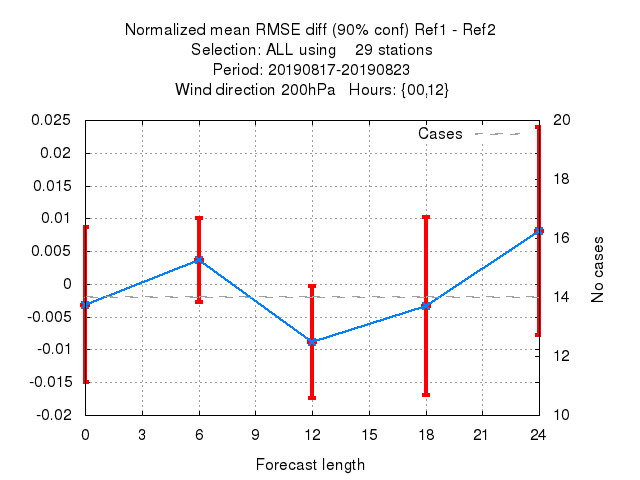 Normalized mean RMSE diff (90% conf) Ref1 - Ref2
Selection: ALL using    29 stations
Period: 20190817-20190823
Wind direction 200hPa   Hours: {00,12}
Cases
0.025
0.02
0.015
0.01
0.005
0
-0.005
-0.01
-0.015
-0.02
20
18
16
14
12
10
No cases
0 3 6 9 12 15 18 21 24
Forecast length